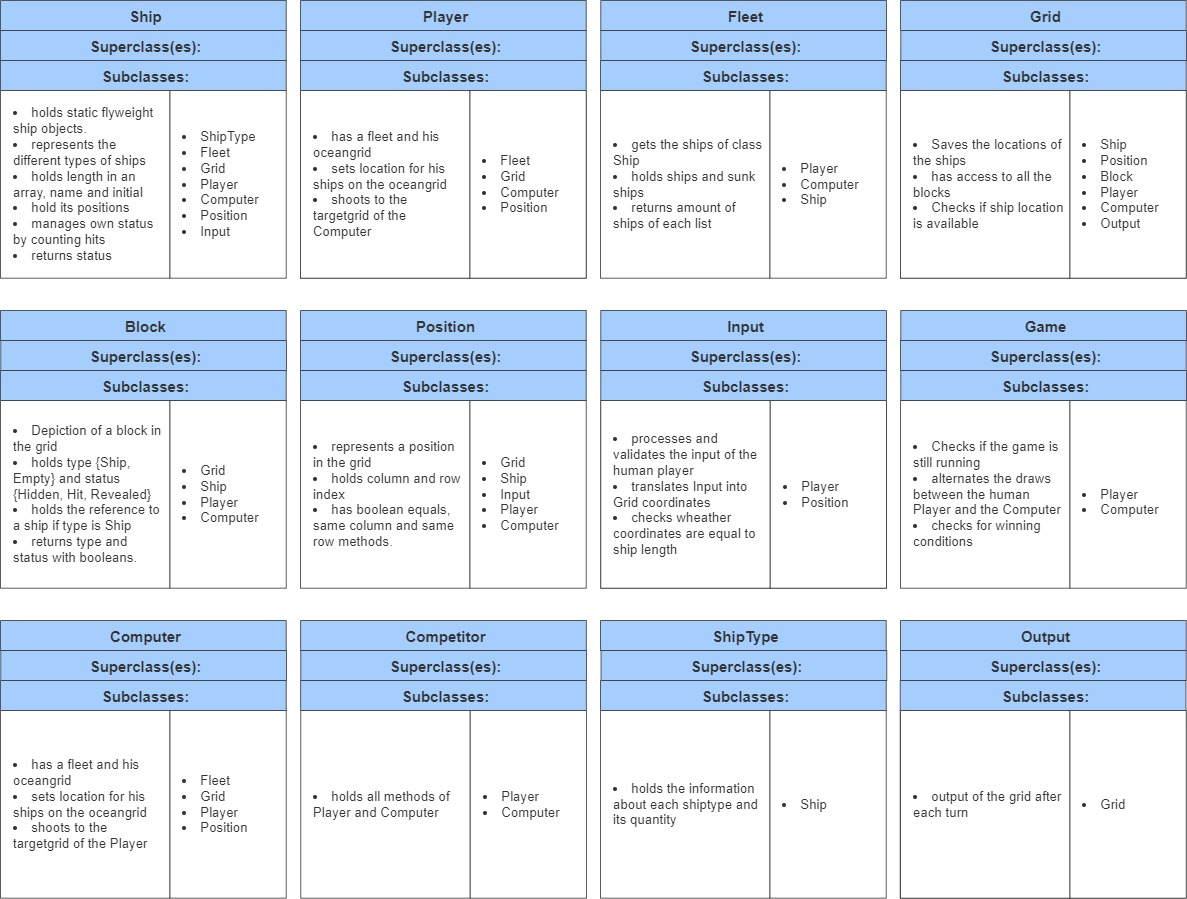 Ship
Superclass(es):
Subclasses:
• holds static flyweight
ship objects.
• represents the
different types of ships
• holds length in an
array, name and initial
• hold its positions
• manages own status
by counting hits
• returns status
• ShipType
• Fleet
• Grid
• Player
• Computer
• Position
• Input
Player
Superclass(es):
Subclasses:
• has a fleet and his
oceangrid
• sets location for his
ships on the oceangrid
• shoots to the
targetgrid of the
Computer
• Fleet
• Grid
• Computer
• Position
Fleet
Superclass(es):
Subclasses:
• gets the ships of class
Ship
• holds ships and sunk
ships
• returns amount of
ships of each list
• Player
• Computer
• Ship
Grid
Superclass(es):
Subclasses:
• Saves the locations of
the ships
• has access to all the
blocks
• Checks if ship location
is available
• Ship
• Position
• Block
• Player
• Computer
• Output
Block
Superclass(es):
Subclasses:
• Depiction of a block in
the grid
• holds type {Ship,
Empty} and status
{Hidden, Hit, Revealed}
• holds the reference to
a ship if type is Ship
• returns type and
status with booleans.
• Grid
• Ship
• Player
• Computer
Position
Superclass(es):
Subclasses:
• represents a position
in the grid
• holds column and row
index
• has boolean equals,
same column and same
row methods.
• Grid
• Ship
• Input
• Player
• Computer
Input
Superclass(es):
Subclasses:
• processes and
validates the input of the
human player
• translates Input into
Grid coordinates
• checks wheather
coordinates are equal to
ship length
• Player
• Position
Game
Superclass(es):
Subclasses:
• Checks if the game is
still running
• alternates the draws
between the human
Player and the Computer
• checks for winning
conditions
• Player
• Computer
Computer
Superclass(es):
Subclasses:
• has a fleet and his
oceangrid
• sets location for his
ships on the oceangrid
• shoots to the
targetgrid of the Player
• Fleet
• Grid
• Player
• Position
Competitor
Superclass(es):
Subclasses:
• holds all methods of
Player and Computer
• Player
• Computer
ShipType
Superclass(es):
Subclasses:
• holds the information
about each shiptype and
its quantity
• Ship
Output
Superclass(es):
Subclasses:
• output of the grid after
each turn
• Grid